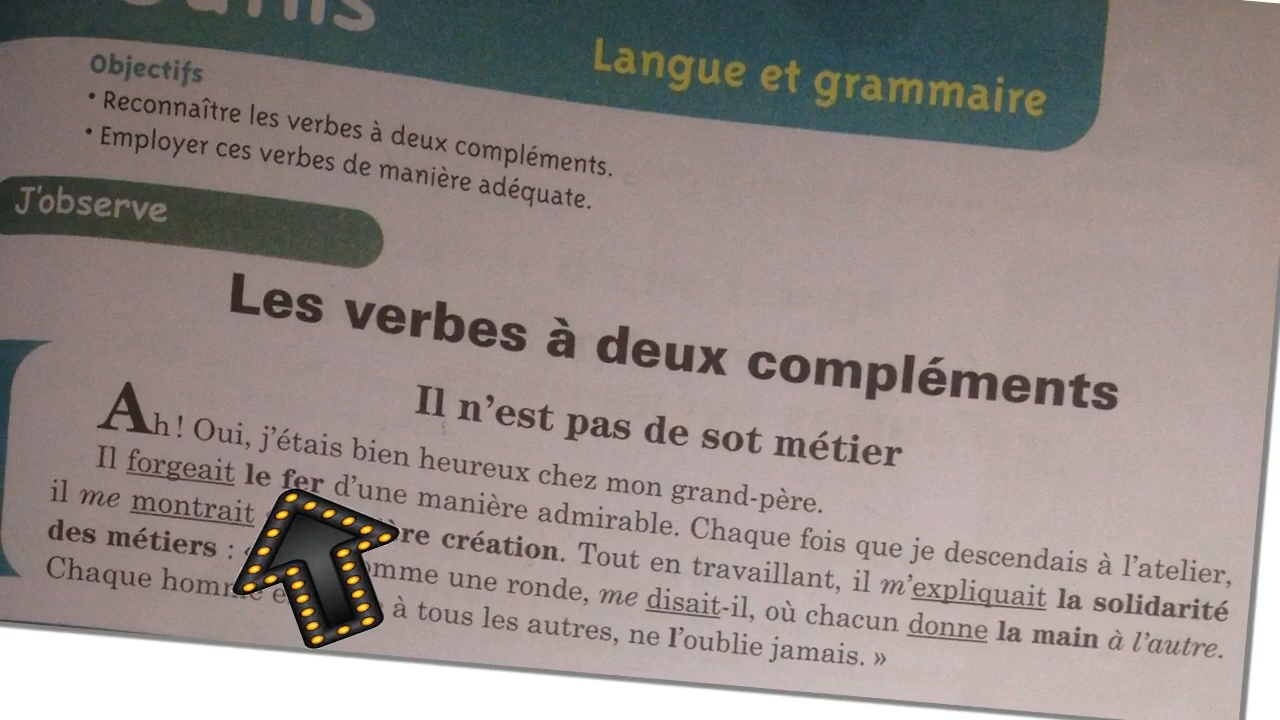 Langue et grammaire
Objectifs
• Reconnaître les verbes à deux compléments.
• Employer ces verbes de manière adéquate.
J'observe
Les verbes à deux compléments
Il n'est pas de sot métier
Ah ! Oui, j'étais bien heureux chez mon grand-père.
Il forgeait le fer d'une manière admirable. Chaque fois que je descendais à l'atelier,
il me montrait création. Tout en travaillant, il m'expliquait la solidarité
des métiers : « une ronde, me disait-il, où chacun donne la main à l'autre.
Chaque à tous les autres, ne l'oublie jamais. »